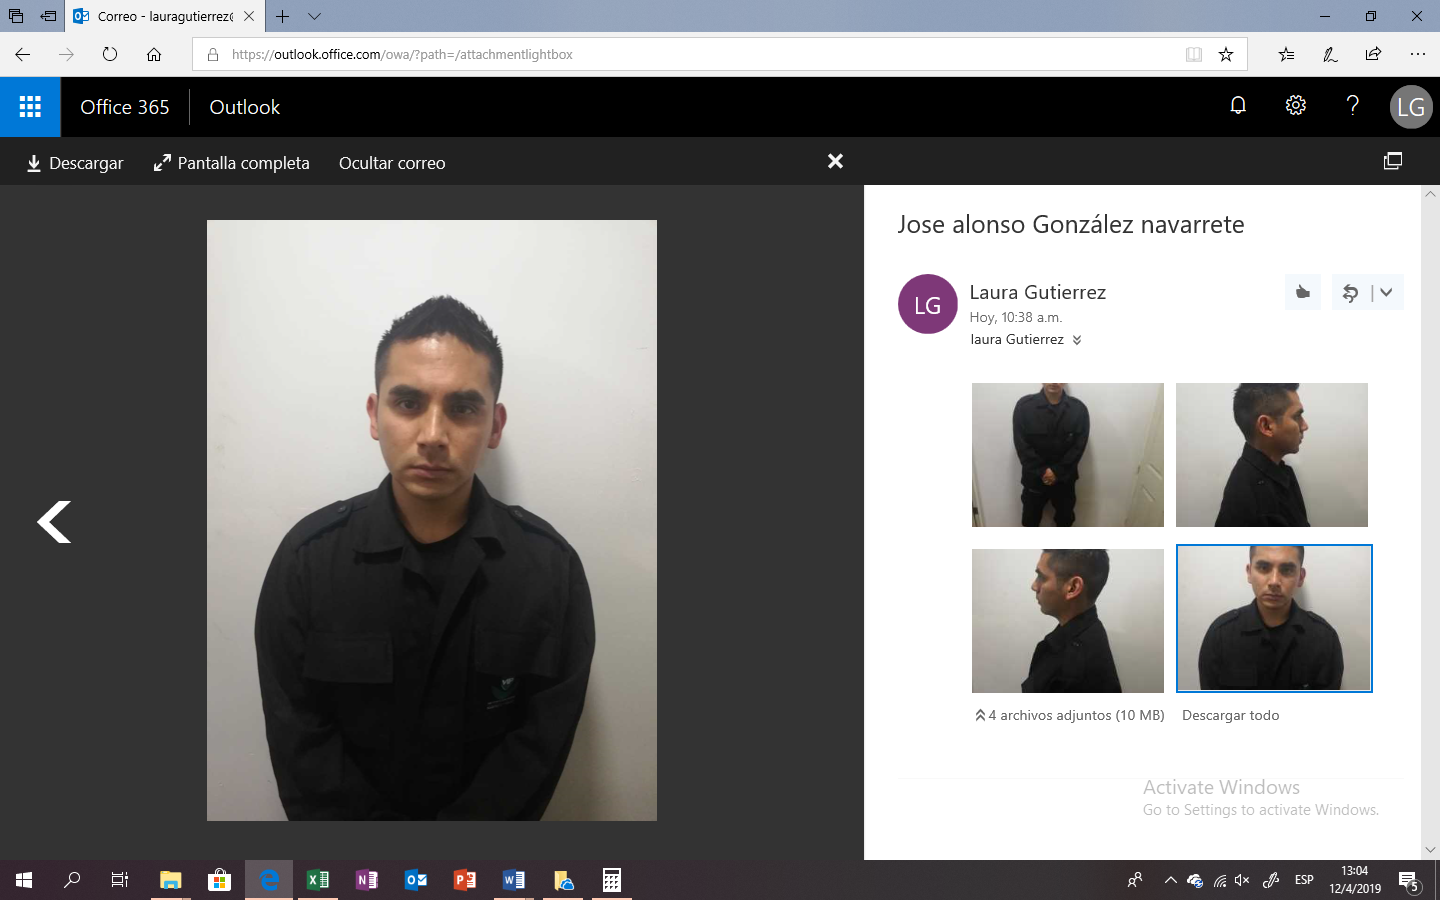 Correo - lauragutierrez@
https://outlook.office.com/owa/?path=/attachmentlightbox
Office 365
Outlook
?
LG
Descargar
Pantalla completa
Ocultar correo
Jose alonso González navarrete
LG
Laura Gutierrez
Hoy, 10:38 a.m.
laura Gutierrez
4 archivos adjuntos (10 MB)
Descargar todo
Activate Windows
Go to Settings to activate Windows.
ESP
13:04
12/4/2019
5